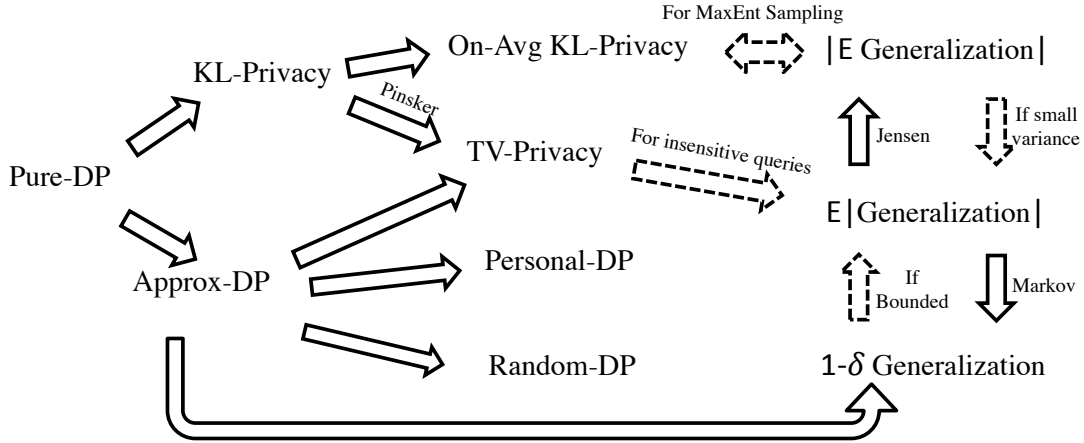 For MaxEnt Sampling
On-Avg KL-Privacy
|E Generalization|
KL-Privacy
Pinsker
If small
variance
Jensen
TV-Privacy
For insensitive queries
Pure-DP
E|Generalization|
Personal-DP
Approx-DP
If
Bounded
Markov
Random-DP
1-δ Generalization